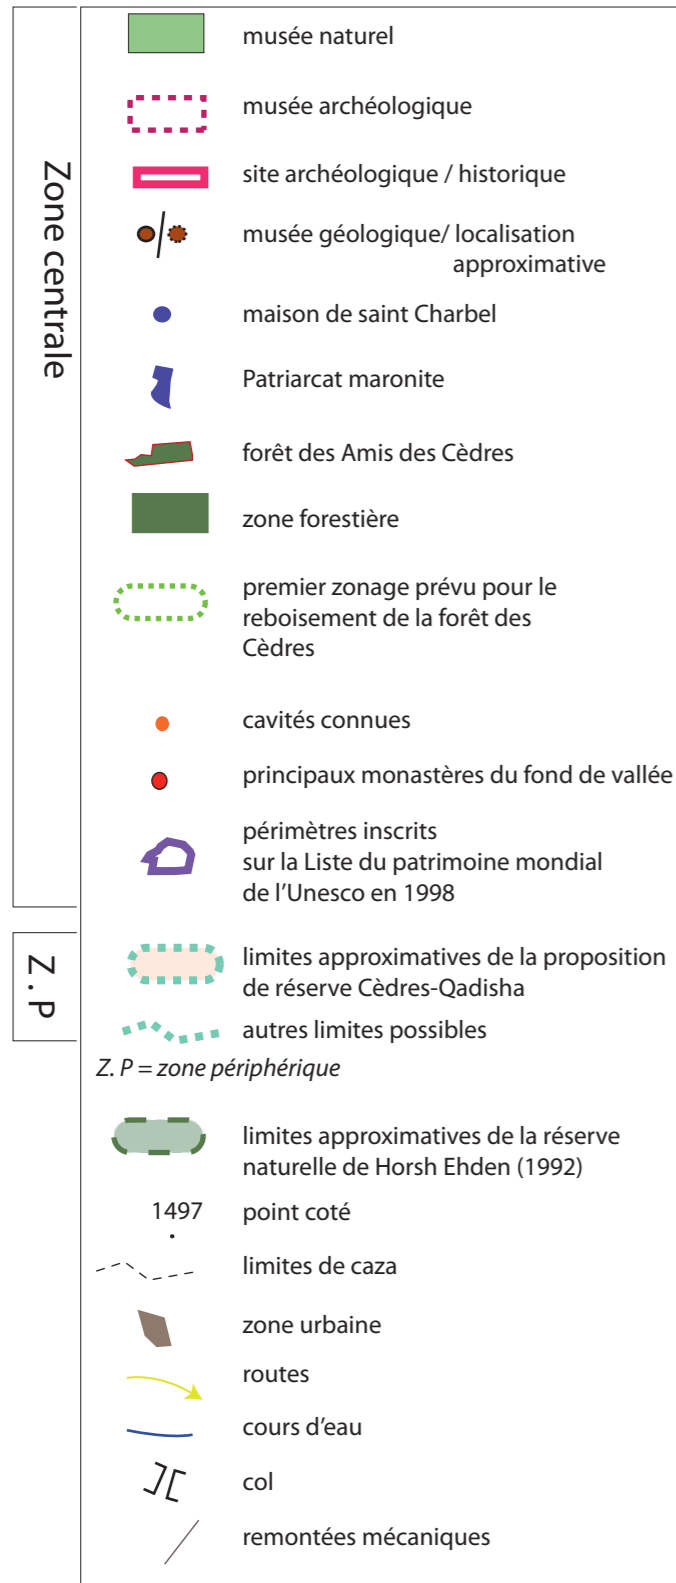 Zone centrale
musée naturel
musée archéologique
site archéologique / historique
musée géologique/ localisation
approximative
maison de saint Charbel
Patriarcat maronite
forêt des Amis des Cèdres
zone forestière
premier zonage prévu pour le
reboisement de la forêt des
Cèdres
cavités connues
principaux monastères du fond de vallée
périmètres inscrits
sur la Liste du patrimoine mondial
de l'Unesco en 1998
Z . P
limites approximatives de la proposition
de réserve Cèdres-Qadisha
autres limites possibles
Z. P = zone périphérique
limites approximatives de la réserve
naturelle de Horsh Ehden (1992)
1497 point coté
limites de caza
zone urbaine
routes
cours d'eau
col
remontées mécaniques